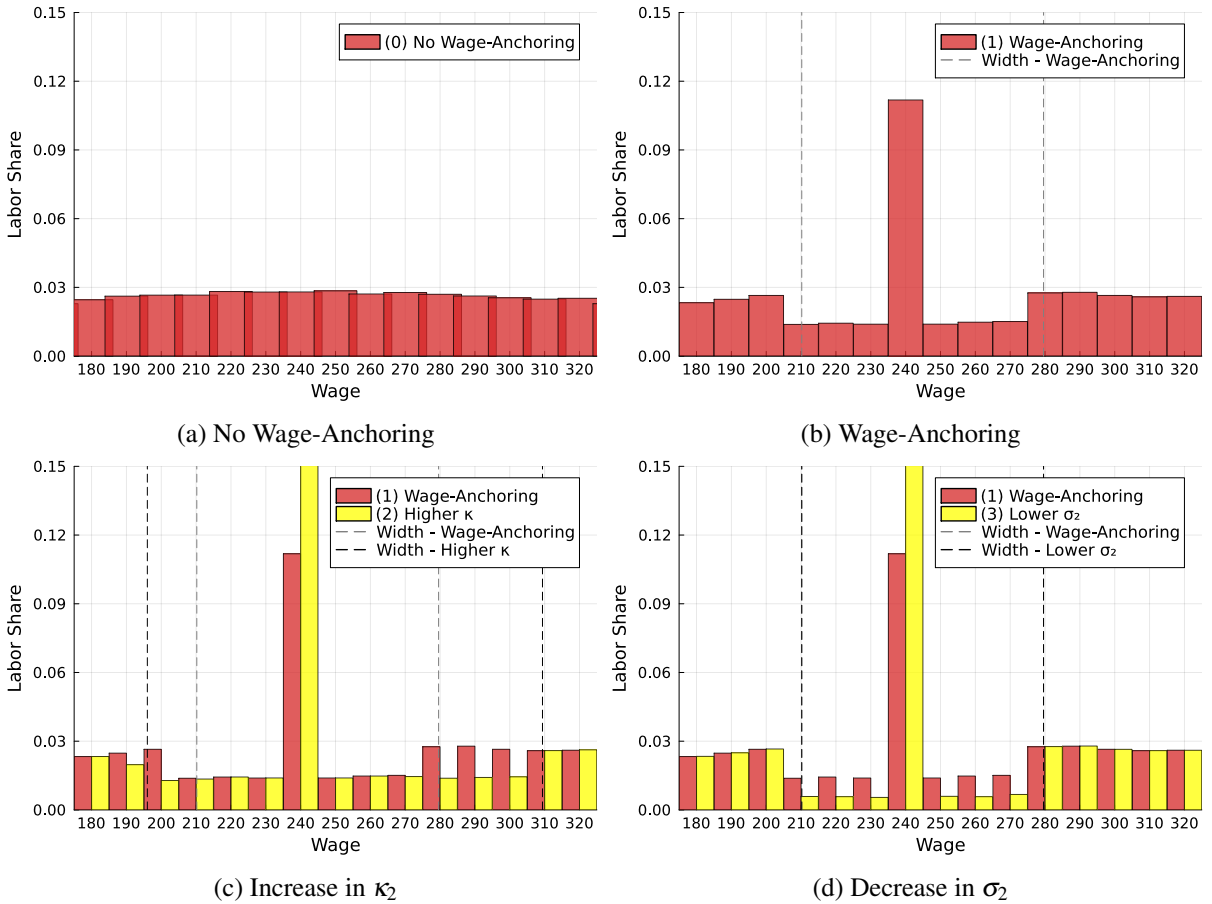 (0) No Wage-Anchoring
Labor Share
0.15
0.12
0.09
0.06
0.03
0.00
180 190 200 210 220 230 240 250 260 270 280 290 300 310 320
Wage
(a) No Wage-Anchoring
(1) Wage-Anchoring
Width - Wage-Anchoring
Labor Share
0.15
0.12
0.09
0.06
0.03
0.00
180 190 200 210 220 230 240 250 260 270 280 290 300 310 320
Wage
(b) Wage-Anchoring
(1) Wage-Anchoring
(2) Higher κ
Width - Wage-Anchoring
Width - Higher κ
Labor Share
0.15
0.12
0.09
0.06
0.03
0.00
180 190 200 210 220 230 240 250 260 270 280 290 300 310 320
Wage
(c) Increase in κ₂
(1) Wage-Anchoring
(3) Lower σ₂
Width - Wage-Anchoring
Width - Lower σ₂
Labor Share
0.15
0.12
0.09
0.06
0.03
0.00
180 190 200 210 220 230 240 250 260 270 280 290 300 310 320
Wage
(d) Decrease in σ₂